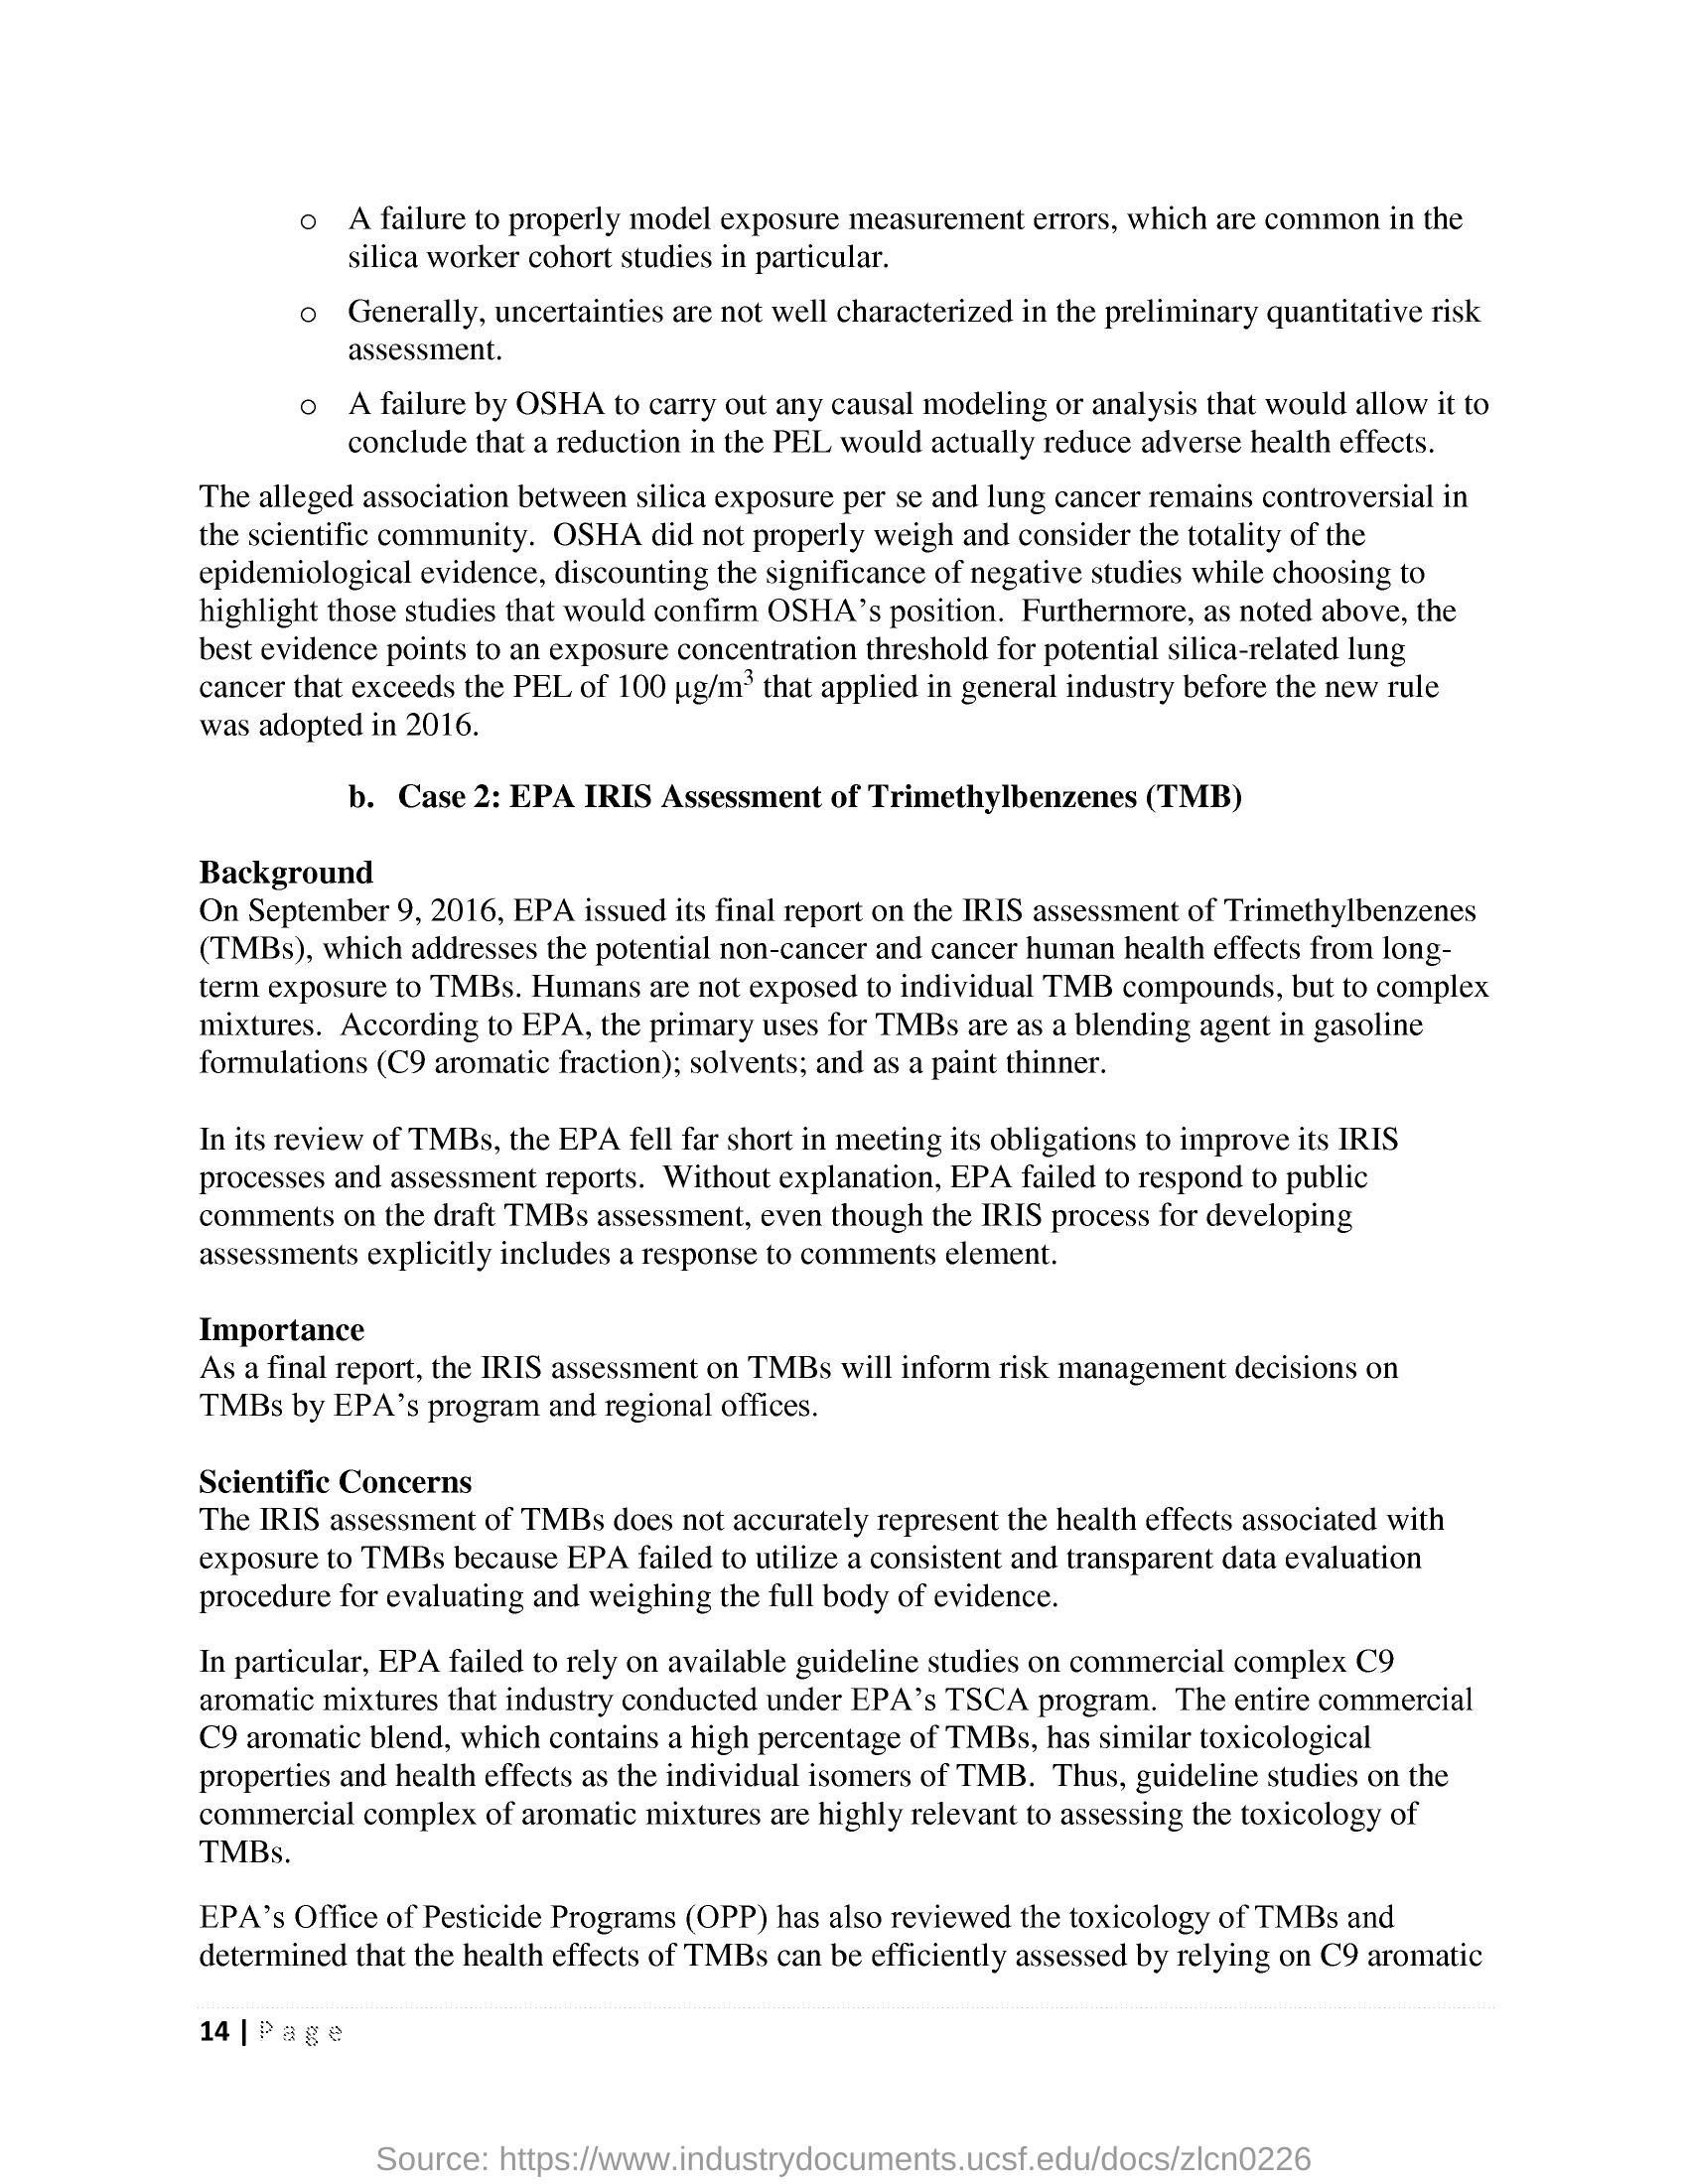 o A failure to properly model exposure measurement errors, which are common in the
silica worker cohort studies in particular.
o Generally, uncertainties are not well characterized in the preliminary quantitative risk
assessment.
o A failure by OSHA to carry out any causal modeling or analysis that would allow it to
conclude that a reduction in the PEL would actually reduce adverse health effects.
The alleged association between silica exposure per se and lung cancer remains controversial in
the scientific community.  OSHA did not properly weigh and consider the totality of the
epidemiological evidence, discounting the significance of negative studies while choosing to
highlight those studies that would confirm OSHA's position.  Furthermore, as noted above, the
best evidence points to an exposure concentration threshold for potential silica-related lung
cancer that exceeds the PEL of 100 µg/m³ that applied in general industry before the new rule
was adopted in 2016.
b. Case 2: EPA IRIS Assessment of Trimethylbenzenes (TMB)
Background
On September 9, 2016, EPA issued its final report on the IRIS assessment of Trimethylbenzenes
(TMBs), which addresses the potential non-cancer and cancer human health effects from long-
term exposure to TMBs. Humans are not exposed to individual TMB compounds, but to complex
mixtures.  According to EPA, the primary uses for TMBs are as a blending agent in gasoline
formulations (C9 aromatic fraction); solvents; and as a paint thinner.
In its review of TMBs, the EPA fell far short in meeting its obligations to improve its IRIS
processes and assessment reports.  Without explanation, EPA failed to respond to public
comments on the draft TMBs assessment, even though the IRIS process for developing
assessments explicitly includes a response to comments element.
Importance
As a final report, the IRIS assessment on TMBs will inform risk management decisions on
TMBs by EPA's program and regional offices.
Scientific Concerns
The IRIS assessment of TMBs does not accurately represent the health effects associated with
exposure to TMBs because EPA failed to utilize a consistent and transparent data evaluation
procedure for evaluating and weighing the full body of evidence.
In particular, EPA failed to rely on available guideline studies on commercial complex C9
aromatic mixtures that industry conducted under EPA's TSCA program.  The entire commercial
C9 aromatic blend, which contains a high percentage of TMBs, has similar toxicological
properties and health effects as the individual isomers of TMB.  Thus, guideline studies on the
commercial complex of aromatic mixtures are highly relevant to assessing the toxicology of
TMBs.
EPA's Office of Pesticide Programs (OPP) has also reviewed the toxicology of TMBs and
determined that the health effects of TMBs can be efficiently assessed by relying on C9 aromatic
14 | Page
Source: https://www.industrydocuments.ucsf.edu/docs/zlcn0226